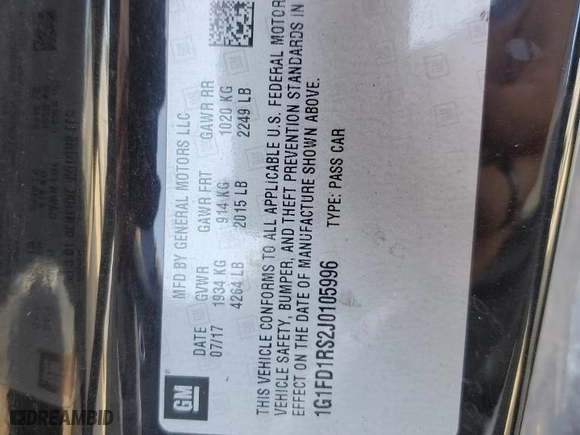 GM
MFD BY GENERAL MOTORS LLC
DATE GVWR GAWR FRT GAWR RR
07/17 1934 KG 914 KG 1020 KG
4264 LB 2015 LB 2249 LB
THIS VEHICLE CONFORMS TO ALL APPLICABLE U.S. FEDERAL MOTOR
VEHICLE SAFETY, BUMPER, AND THEFT PREVENTION STANDARDS IN
EFFECT ON THE DATE OF MANUFACTURE SHOWN ABOVE.
1G1FD1RS2J0105996 TYPE: PASS CAR
DREAMBID